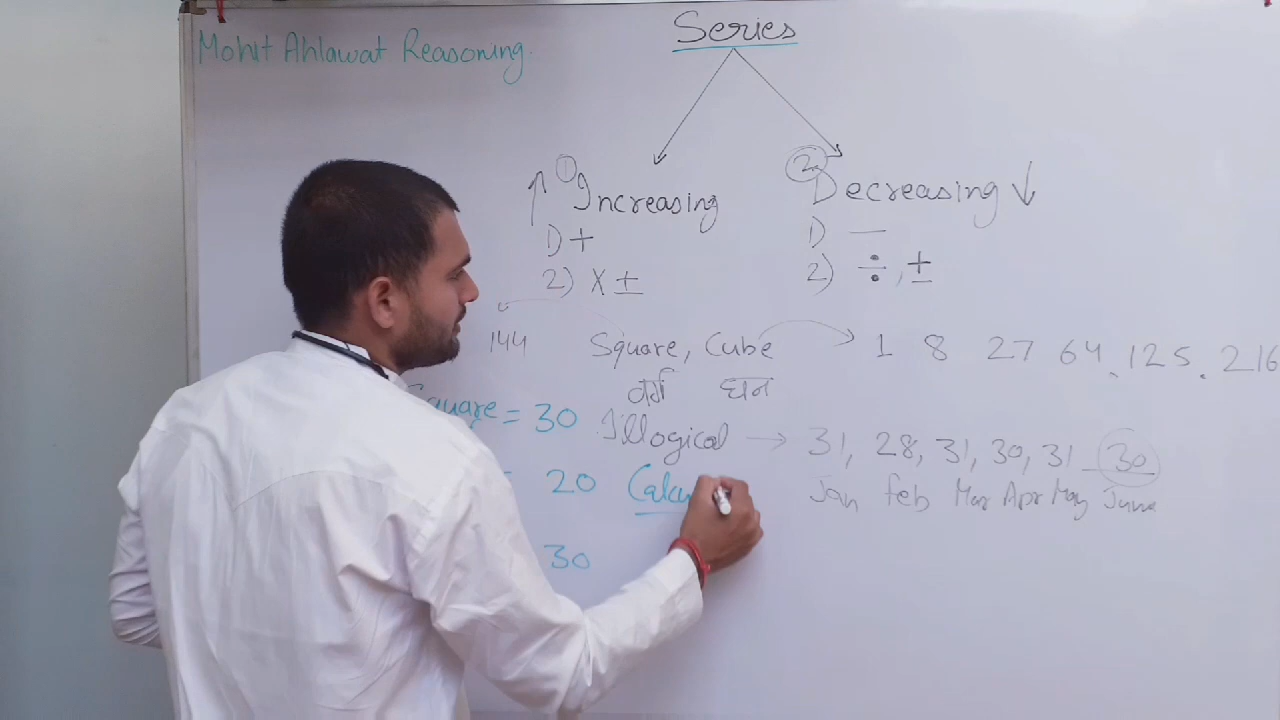 Mohit Ahlawat Reasoning.
Series
↑ ① Increasing
1) +
2) × ±
② Decreasing ↓
1) —
2) ÷, ±
144 Square, Cube → 1 8 27 64, 125, 216
वर्ग घन
= 30
Illogical → 31, 28, 31, 30, 31 30
Jan Feb Mar Apr May June
20
30